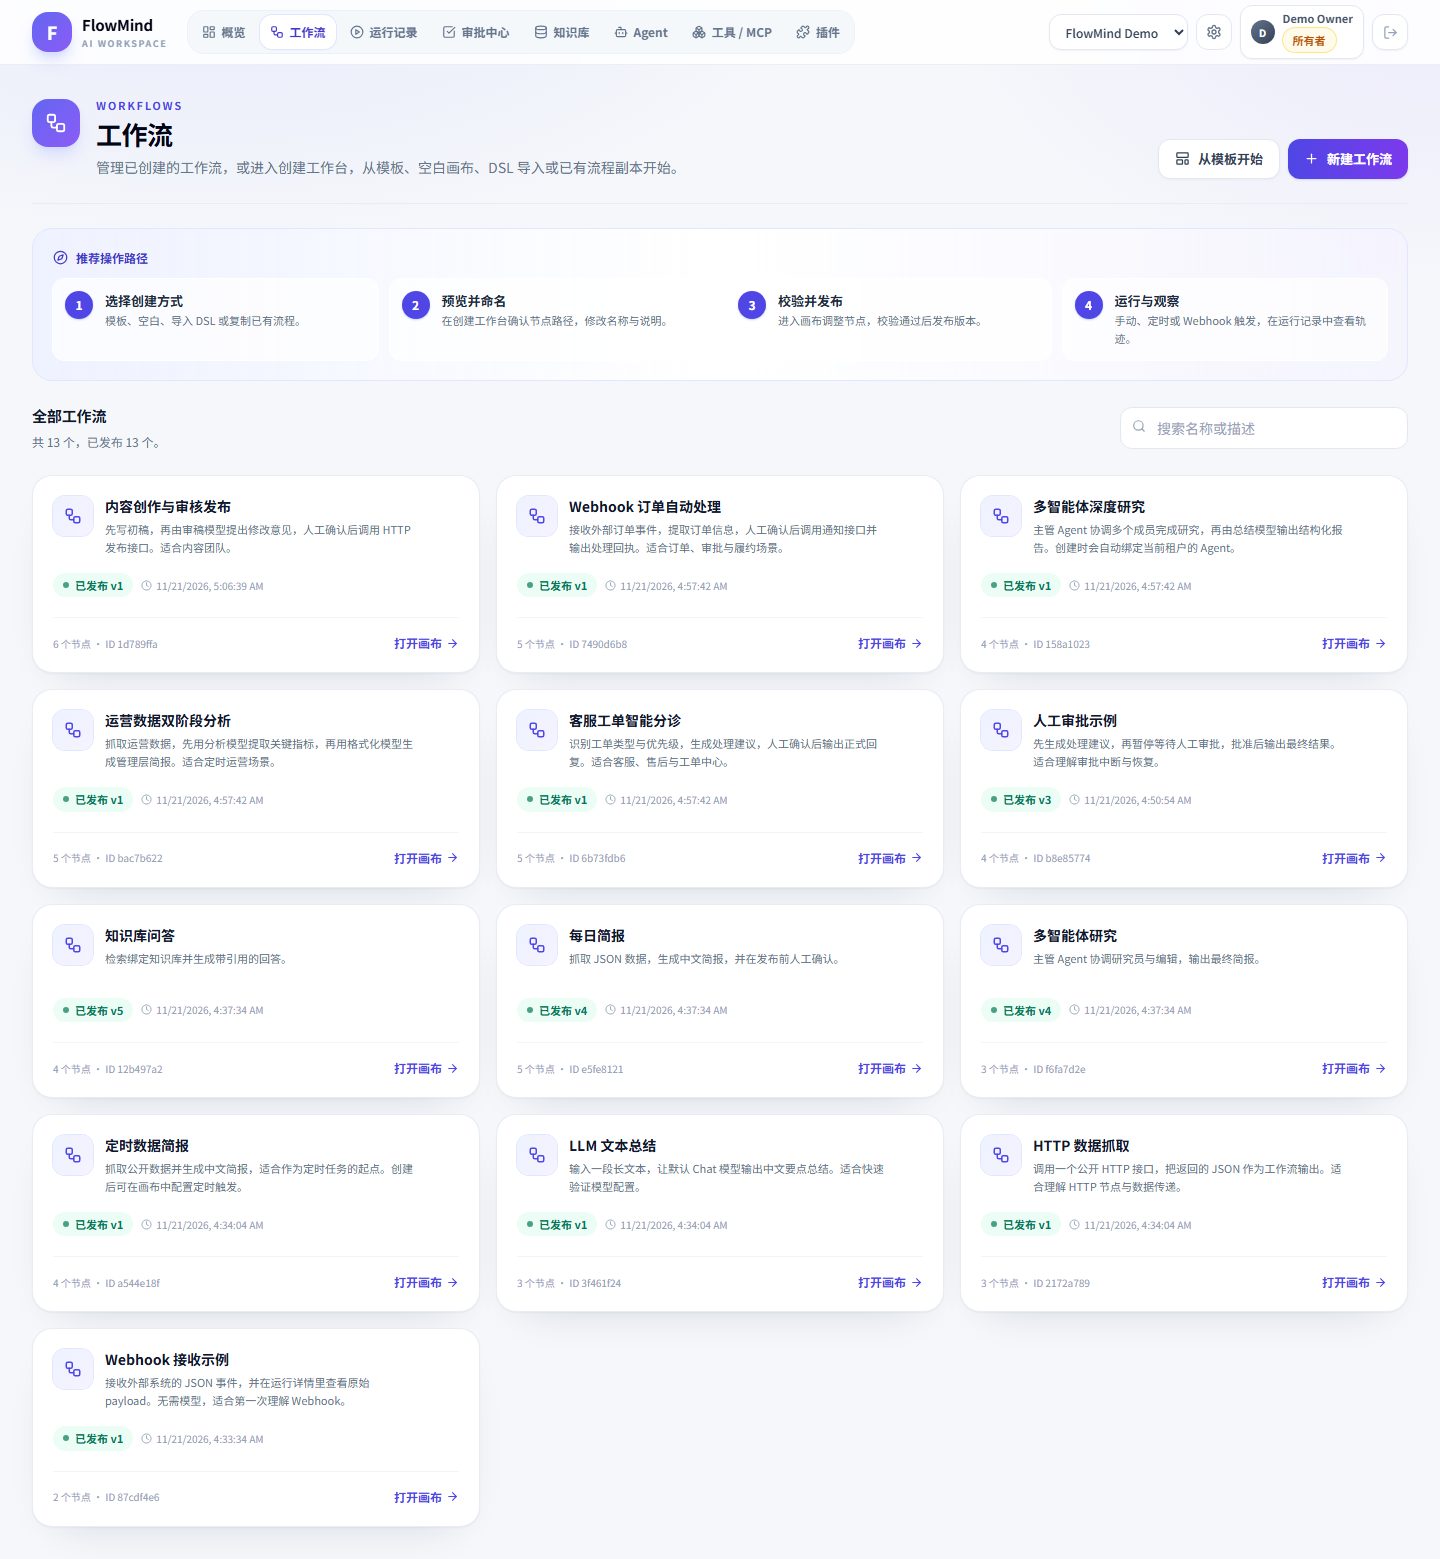 F
FlowMind
AI WORKSPACE
概览
工作流
运行记录
审批中心
知识库
Agent
工具 / MCP
插件
FlowMind Demo
D
Demo Owner
所有者
WORKFLOWS
工作流
管理已创建的工作流，或进入创建工作台，从模板、空白画布、DSL 导入或已有流程副本开始。
从模板开始
新建工作流
推荐操作路径
1
选择创建方式
模板、空白、导入 DSL 或复制已有流程。
2
预览并命名
在创建工作台确认节点路径，修改名称与说明。
3
校验并发布
进入画布调整节点，校验通过后发布版本。
4
运行与观察
手动、定时或 Webhook 触发，在运行记录中查看轨
迹。
全部工作流
共 13 个，已发布 13 个。
搜索名称或描述
内容创作与审核发布
先写初稿，再由审稿模型提出修改意见，人工确认后调用 HTTP
发布接口。适合内容团队。
已发布 v1
11/21/2026, 5:06:39 AM
6 个节点 · ID 1d789ffa
打开画布
Webhook 订单自动处理
接收外部订单事件，提取订单信息，人工确认后调用通知接口并
输出处理回执。适合订单、审批与履约场景。
已发布 v1
11/21/2026, 4:57:42 AM
5 个节点 · ID 7490d6b8
打开画布
多智能体深度研究
主管 Agent 协调多个成员完成研究，再由总结模型输出结构化报
告。创建时会自动绑定当前租户的 Agent。
已发布 v1
11/21/2026, 4:57:42 AM
4 个节点 · ID 158a1023
打开画布
运营数据双阶段分析
抓取运营数据，先用分析模型提取关键指标，再用格式化模型生
成管理层简报。适合定时运营场景。
已发布 v1
11/21/2026, 4:57:42 AM
5 个节点 · ID bac7b622
打开画布
客服工单智能分诊
识别工单类型与优先级，生成处理建议，人工确认后输出正式回
复。适合客服、售后与工单中心。
已发布 v1
11/21/2026, 4:57:42 AM
5 个节点 · ID 6b73fdb6
打开画布
人工审批示例
先生成处理建议，再暂停等待人工审批，批准后输出最终结果。
适合理解审批中断与恢复。
已发布 v3
11/21/2026, 4:50:54 AM
4 个节点 · ID b8e85774
打开画布
知识库问答
检索绑定知识库并生成带引用的回答。
已发布 v5
11/21/2026, 4:37:34 AM
4 个节点 · ID 12b497a2
打开画布
每日简报
抓取 JSON 数据，生成中文简报，并在发布前人工确认。
已发布 v4
11/21/2026, 4:37:34 AM
5 个节点 · ID e5fe8121
打开画布
多智能体研究
主管 Agent 协调研究员与编辑，输出最终简报。
已发布 v4
11/21/2026, 4:37:34 AM
3 个节点 · ID f6fa7d2e
打开画布
定时数据简报
抓取公开数据并生成中文简报，适合作为定时任务的起点。创建
后可在画布中配置定时触发。
已发布 v1
11/21/2026, 4:34:04 AM
4 个节点 · ID a544e18f
打开画布
LLM 文本总结
输入一段长文本，让默认 Chat 模型输出中文要点总结。适合快速
验证模型配置。
已发布 v1
11/21/2026, 4:34:04 AM
3 个节点 · ID 3f461f24
打开画布
HTTP 数据抓取
调用一个公开 HTTP 接口，把返回的 JSON 作为工作流输出。适
合理解 HTTP 节点与数据传递。
已发布 v1
11/21/2026, 4:34:04 AM
3 个节点 · ID 2172a789
打开画布
Webhook 接收示例
接收外部系统的 JSON 事件，并在运行详情里查看原始
payload。无需模型，适合第一次理解 Webhook。
已发布 v1
11/21/2026, 4:33:34 AM
2 个节点 · ID 87cdf4e6
打开画布